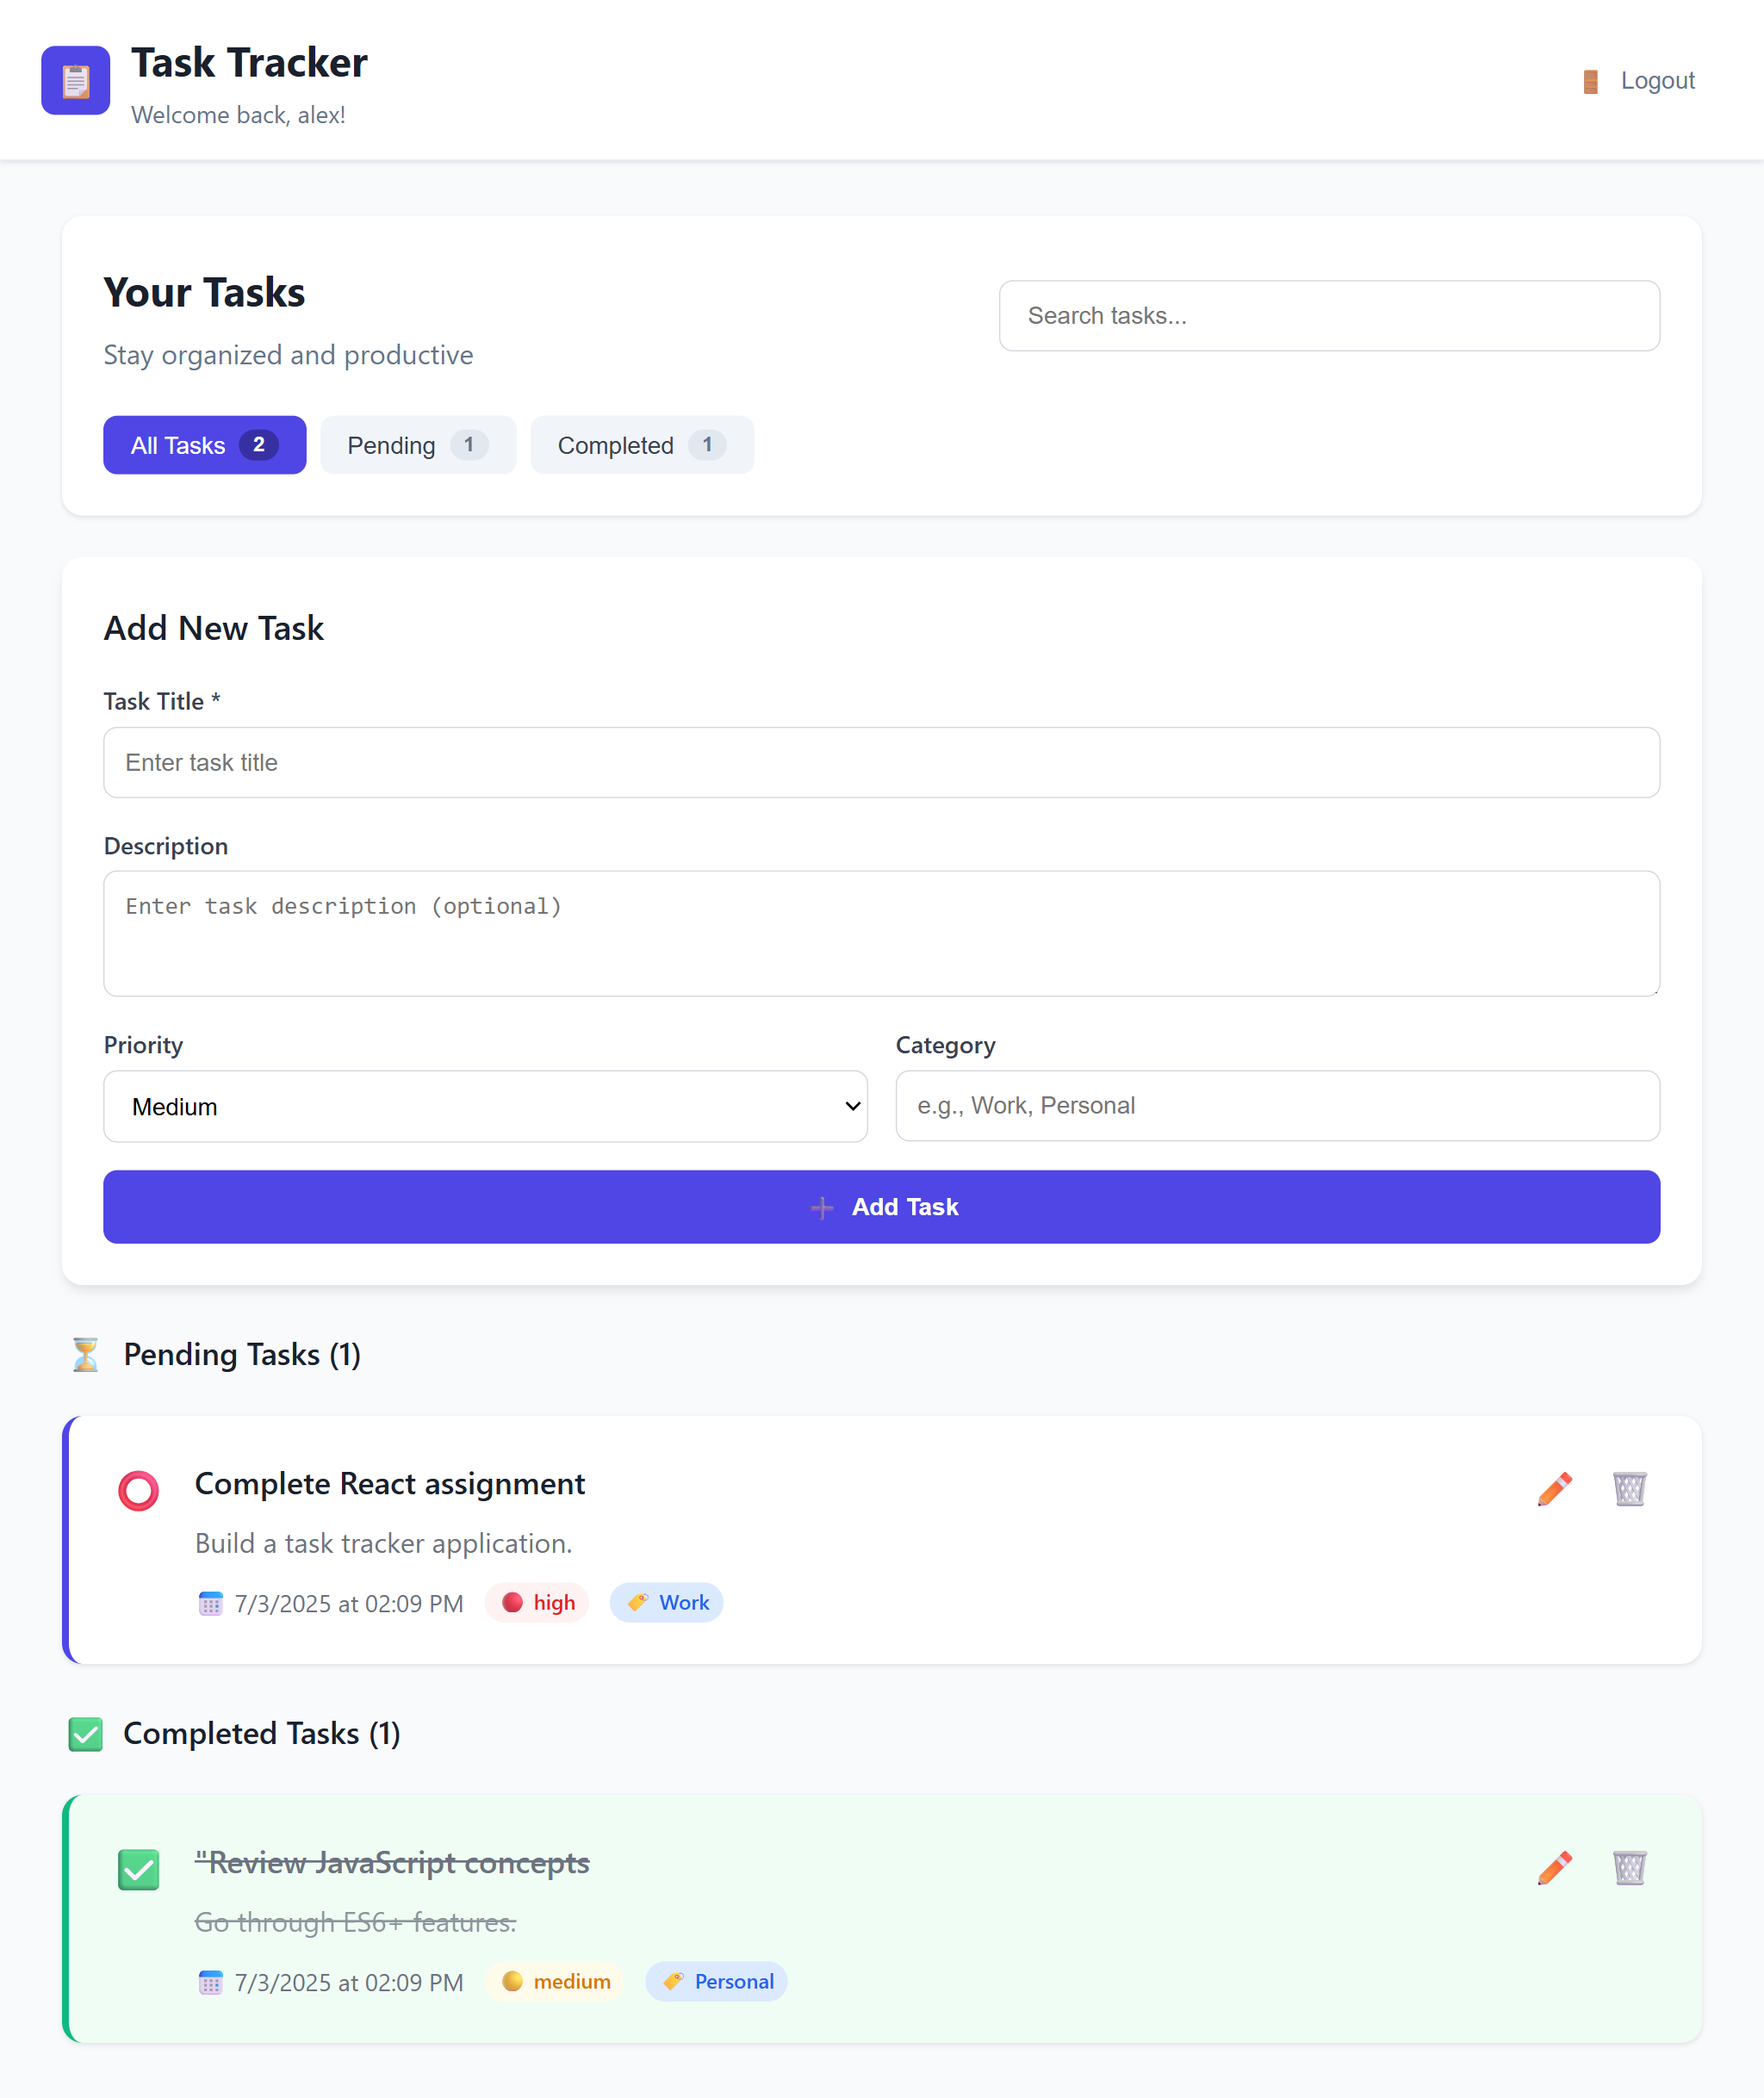 Task Tracker
Welcome back, alex!
Logout
Your Tasks
Stay organized and productive
Search tasks...
All Tasks 2 Pending 1 Completed 1
Add New Task
Task Title *
Enter task title
Description
Enter task description (optional)
Priority
Category
Medium
e.g., Work, Personal
Add Task
Pending Tasks (1)
Complete React assignment
Build a task tracker application.
7/3/2025 at 02:09 PM high Work
Completed Tasks (1)
"Review JavaScript concepts
Go through ES6+ features.
7/3/2025 at 02:09 PM medium Personal